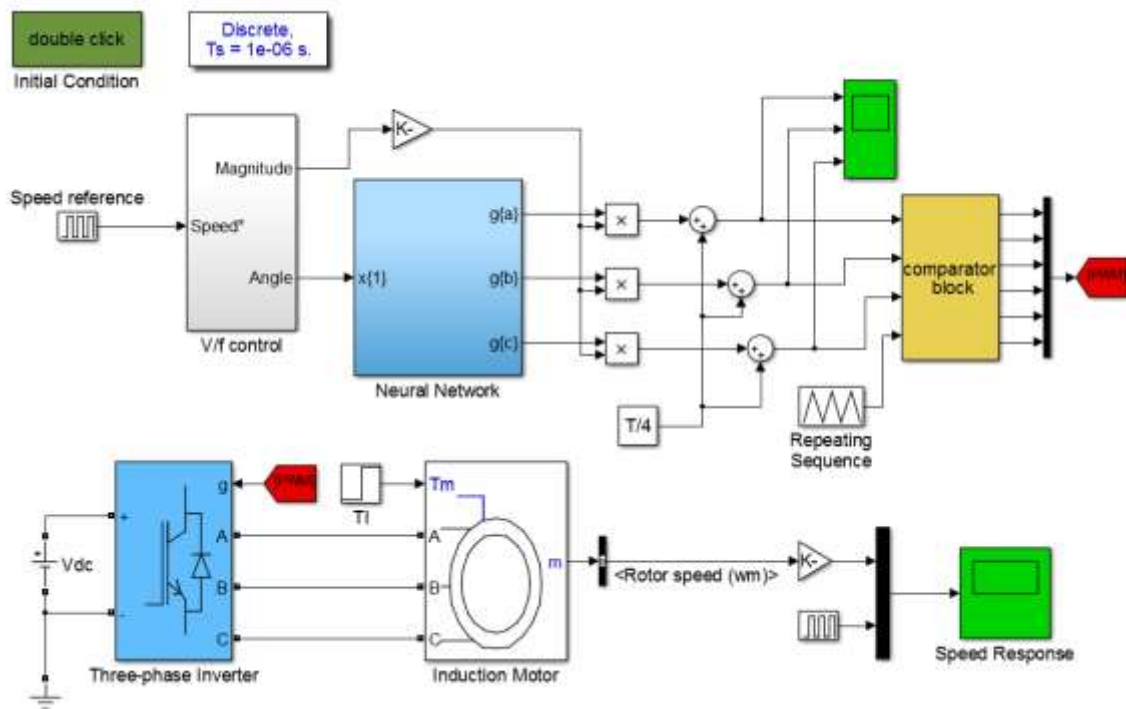 double click
Initial Condition
Discrete,
Ts = 1e-06 s.
Speed reference
Speed*
Magnitude
Angle
V/f control
K-
x{1}
g{a}
g{b}
g{c}
Neural Network
×
×
×
+
+
+
+
+
+
T/4
comparator
block
Repeating
Sequence
Vdc
+
+
-
g
A
B
C
Three-phase Inverter
Tl
Tm
A
B
C
m
Induction Motor
<Rotor speed (wm)>
K-
Speed Response